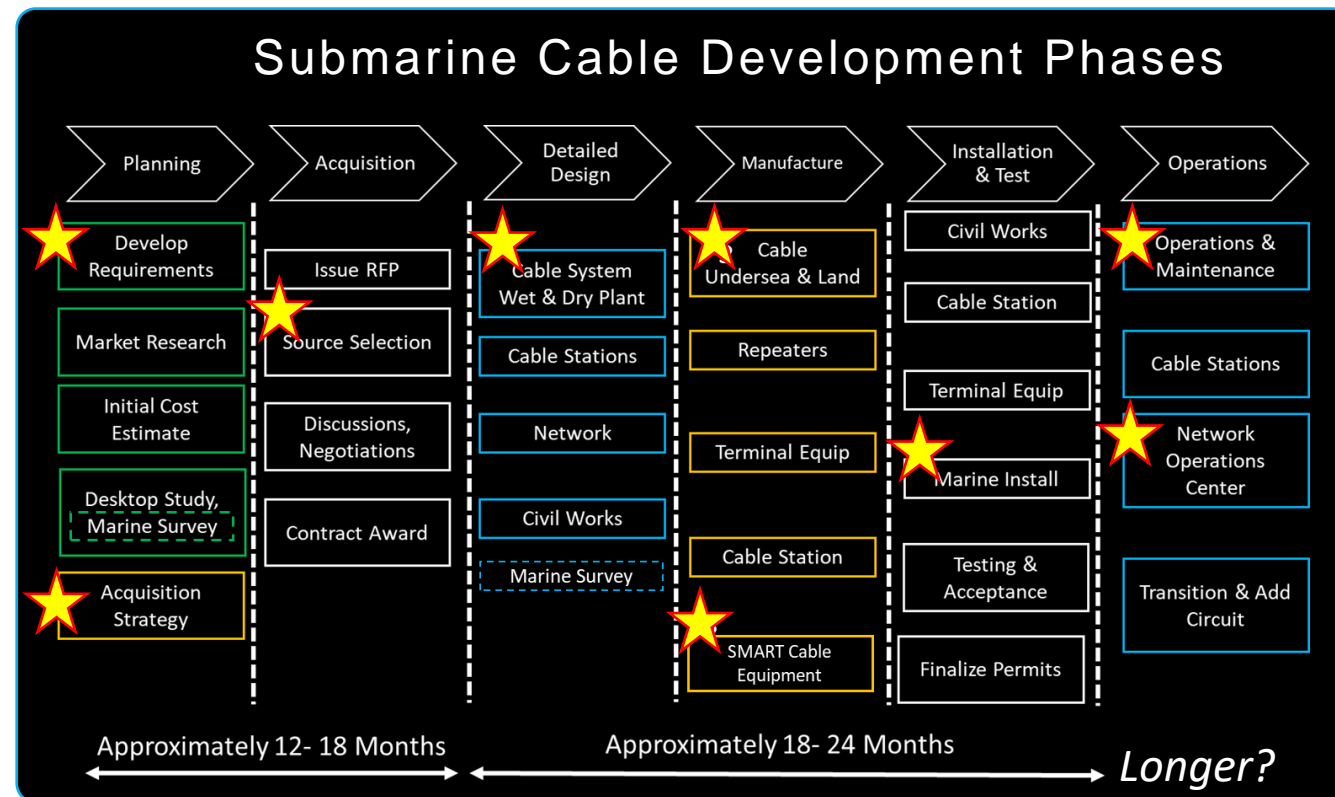 Submarine Cable Development Phases
Planning
Acquisition
Detailed
Design
Manufacture
Installation
& Test
Operations
Develop
Requirements
Market Research
Initial Cost
Estimate
Desktop Study,
Marine Survey
Acquisition
Strategy
Issue RFP
Source Selection
Discussions,
Negotiations
Contract Award
Cable System
Wet & Dry Plant
Cable Stations
Network
Civil Works
Marine Survey
Cable
Undersea & Land
Repeaters
Terminal Equip
Cable Station
SMART Cable
Equipment
Civil Works
Cable Station
Terminal Equip
Marine Install
Testing &
Acceptance
Finalize Permits
Operations &
Maintenance
Cable Stations
Network
Operations
Center
Transition & Add
Circuit
Approximately 12- 18 Months
Approximately 18- 24 Months
Longer?